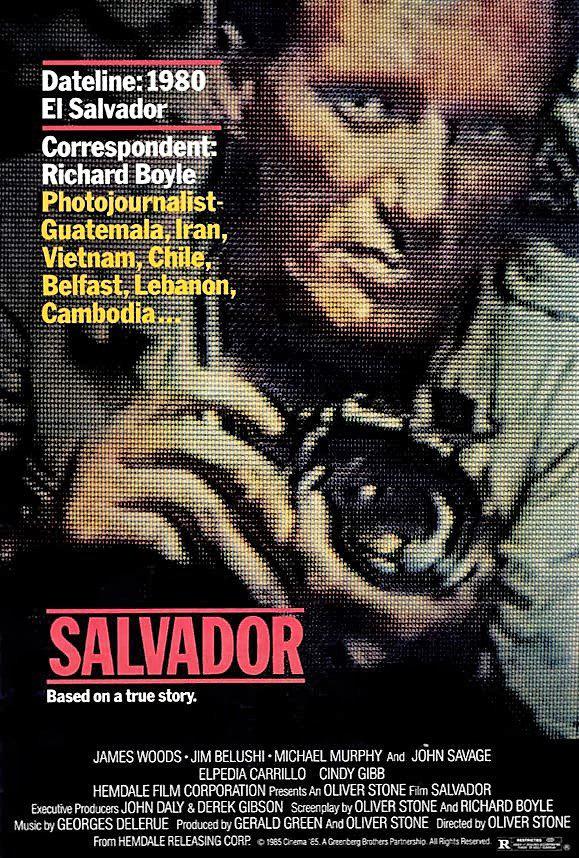 Dateline: 1980
El Salvador
Correspondent:
Richard Boyle
Photojournalist-
Guatemala, Iran,
Vietnam, Chile,
Belfast, Lebanon,
Cambodia...
SALVADOR
Based on a true story.
JAMES WOODS • JIM BELUSHI • MICHAEL MURPHY And JOHN SAVAGE
ELPEDIA CARRILLO CINDY GIBB
HEMDALE FILM CORPORATION Presents An OLIVER STONE Film SALVADOR
Executive Producers JOHN DALY & DEREK GIBSON Screenplay by OLIVER STONE AND RICHARD BOYLE
Music by GEORGES DELERUE Produced by GERALD GREEN And OLIVER STONE Directed by OLIVER STONE
From HEMDALE RELEASING CORP. © 1985 Cinema '85. A Greenberg Brothers Partnership. All Rights Reserved. R RESTRICTED